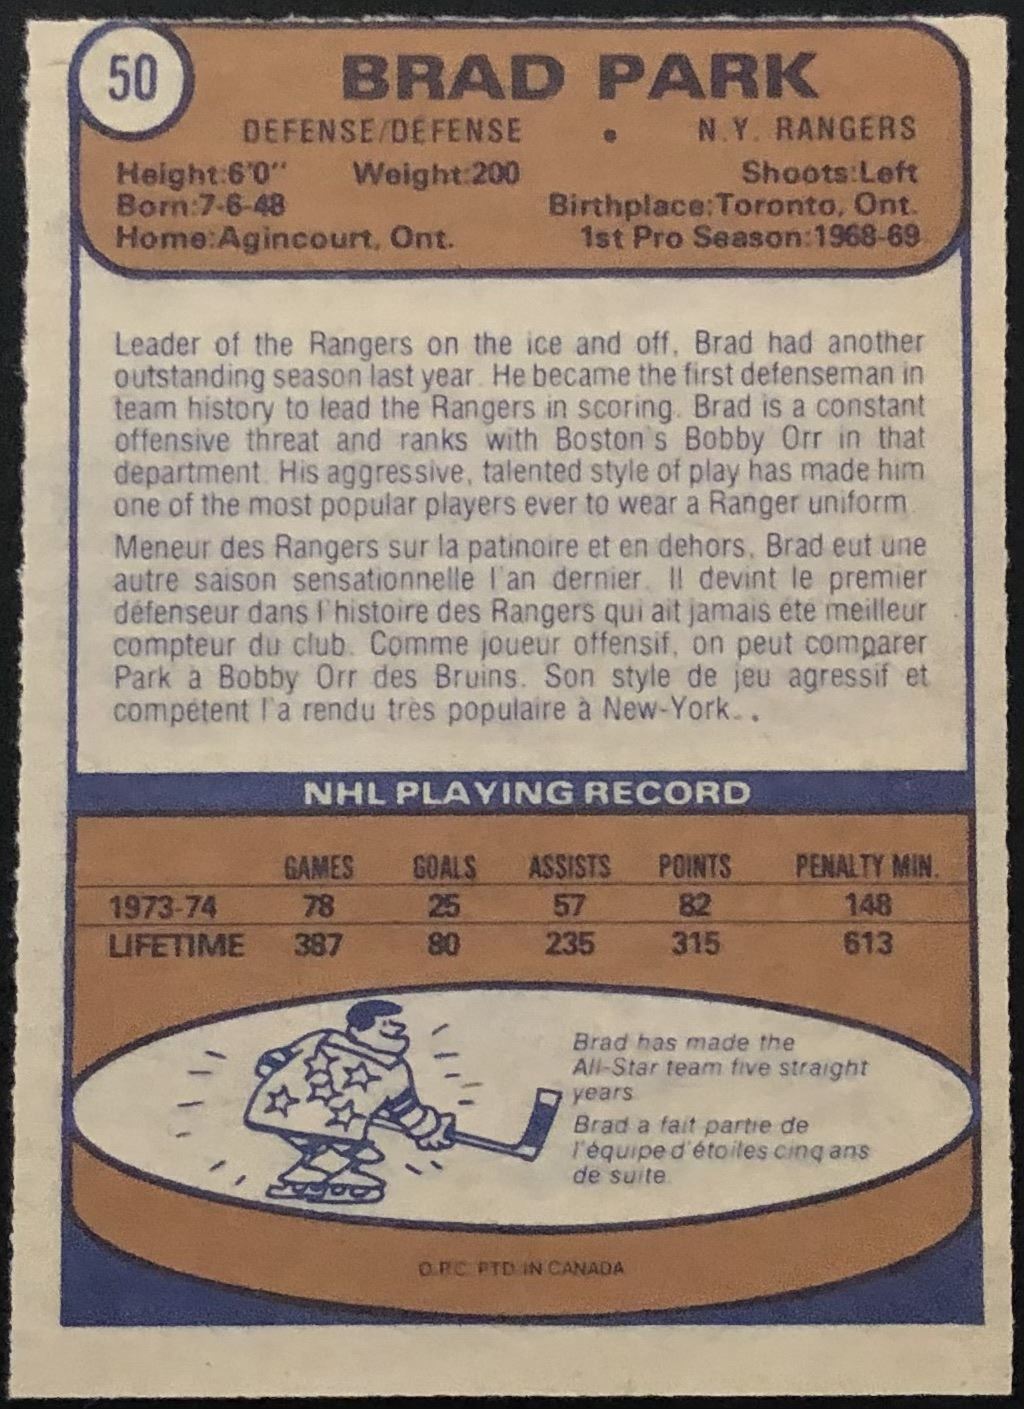 50
BRAD PARK
DEFENSE/DEFENSE • N.Y. RANGERS
Height:6'0" Weight:200 Shoots:Left
Born:7-6-48 Birthplace:Toronto, Ont.
Home:Agincourt, Ont. 1st Pro Season:1968-69
Leader of the Rangers on the ice and off, Brad had another
outstanding season last year. He became the first defenseman in
team history to lead the Rangers in scoring. Brad is a constant
offensive threat and ranks with Boston's Bobby Orr in that
department. His aggressive, talented style of play has made him
one of the most popular players ever to wear a Ranger uniform.
Meneur des Rangers sur la patinoire et en dehors, Brad eut une
autre saison sensationnelle l'an dernier. Il devint le premier
défenseur dans l'histoire des Rangers qui ait jamais été meilleur
compteur du club. Comme joueur offensif, on peut comparer
Park à Bobby Orr des Bruins. Son style de jeu agressif et
compétent l'a rendu très populaire à New-York.
NHL PLAYING RECORD
GAMES GOALS ASSISTS POINTS PENALTY MIN.
1973-74 78 25 57 82 148
LIFETIME 387 80 235 315 613
Brad has made the
All-Star team five straight
years.
Brad a fait partie de
l'équipe d'étoiles cinq ans
de suite.
O.P.C. PTD. IN CANADA